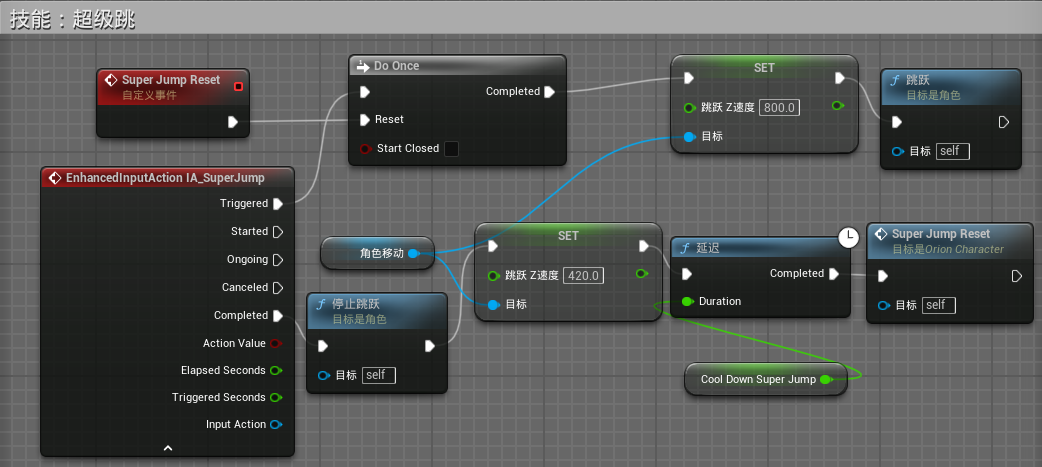 技能：超级跳
Super Jump Reset
自定义事件
Do Once
Completed
Reset
Start Closed
SET
跳跃 Z速度 800.0
目标
跳跃
目标是角色
目标 self
EnhancedInputAction IA_SuperJump
Triggered
Started
Ongoing
Canceled
Completed
Action Value
Elapsed Seconds
Triggered Seconds
Input Action
角色移动
停止跳跃
目标是角色
目标 self
SET
跳跃 Z速度 420.0
目标
延迟
Completed
Duration
Super Jump Reset
目标是Orion Character
目标 self
Cool Down Super Jump